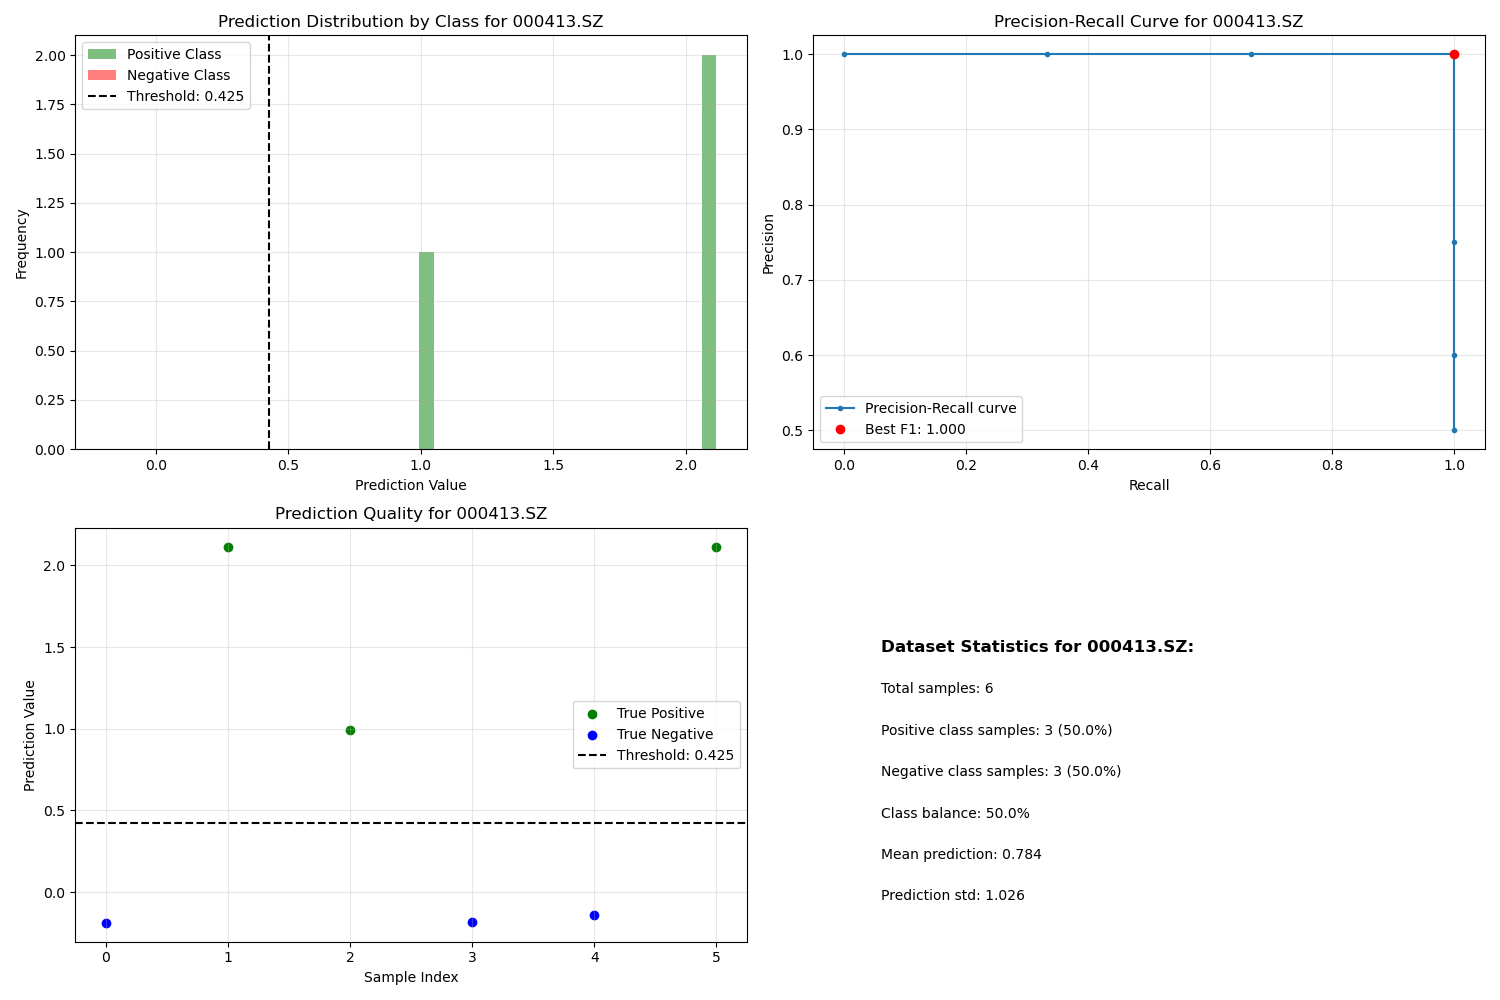 Prediction Distribution by Class for 000413.SZ
Positive Class
Negative Class
Threshold: 0.425
2.00
1.75
1.50
1.25
1.00
0.75
0.50
0.25
0.00
Frequency
0.0 0.5 1.0 1.5 2.0
Prediction Value
Precision-Recall Curve for 000413.SZ
1.0
0.9
0.8
0.7
0.6
0.5
Precision
Precision-Recall curve
Best F1: 1.000
0.0 0.2 0.4 0.6 0.8 1.0
Recall
Prediction Quality for 000413.SZ
2.0
1.5
1.0
0.5
0.0
Prediction Value
True Positive
True Negative
Threshold: 0.425
0 1 2 3 4 5
Sample Index
Dataset Statistics for 000413.SZ:
Total samples: 6
Positive class samples: 3 (50.0%)
Negative class samples: 3 (50.0%)
Class balance: 50.0%
Mean prediction: 0.784
Prediction std: 1.026